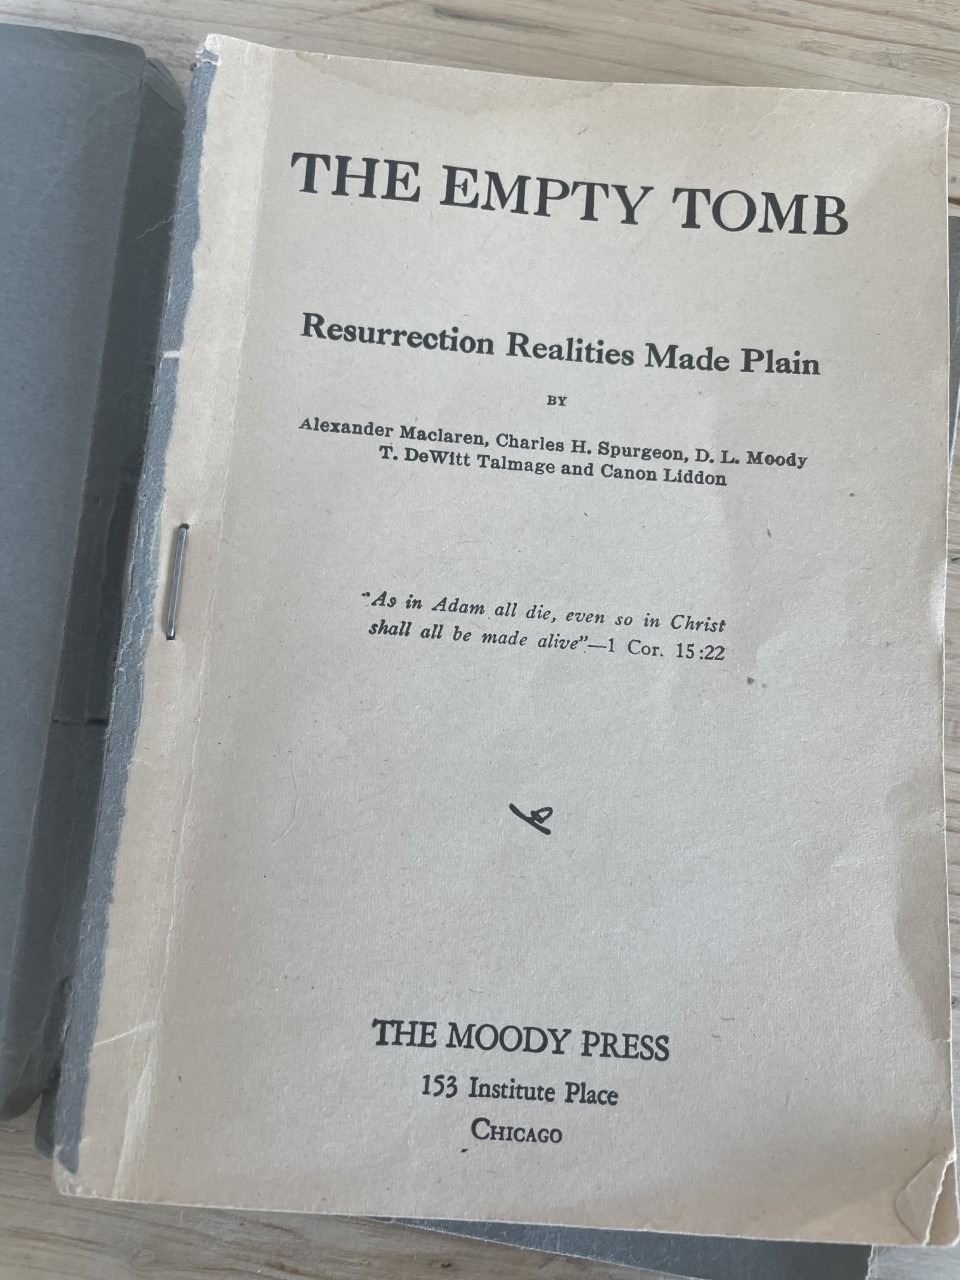 THE EMPTY TOMB
Resurrection Realities Made Plain
BY
Alexander Maclaren, Charles H. Spurgeon, D. L. Moody
T. DeWitt Talmage and Canon Liddon
"As in Adam all die, even so in Christ
shall all be made alive"—1 Cor. 15:22
THE MOODY PRESS
153 Institute Place
CHICAGO